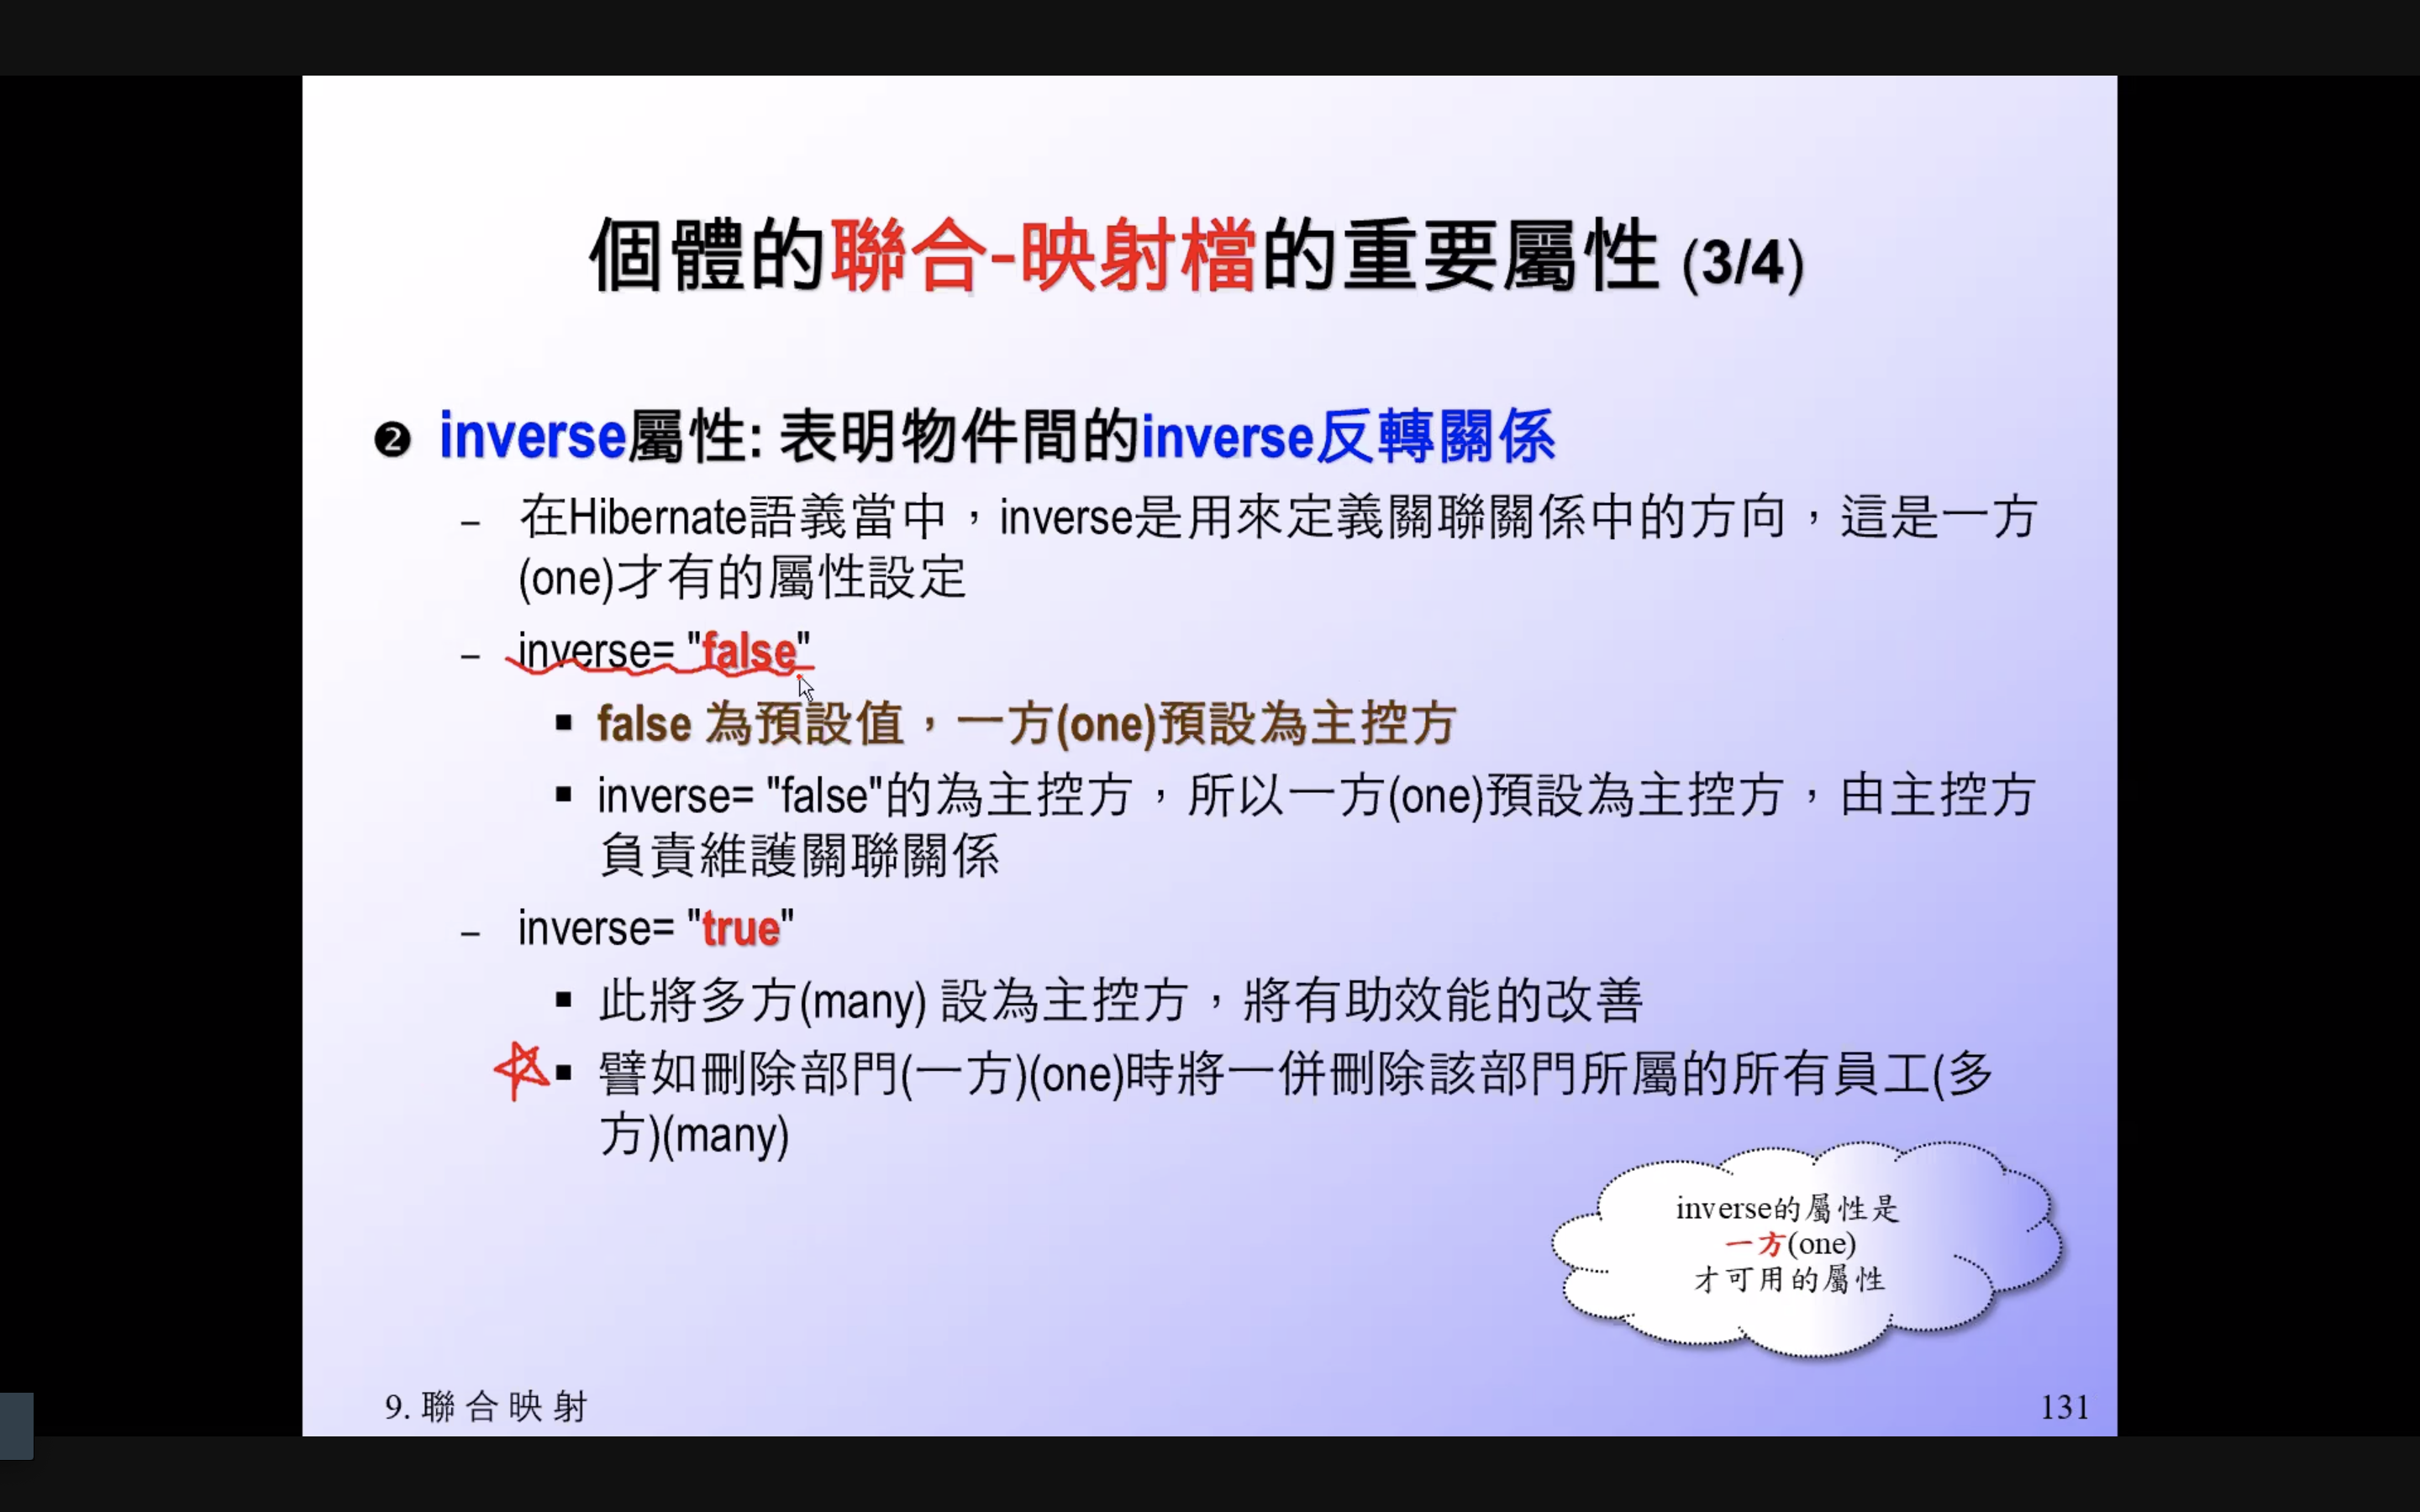 個體的聯合-映射檔的重要屬性 (3/4)
❷ inverse屬性: 表明物件間的inverse反轉關係
– 在Hibernate語義當中，inverse是用來定義關聯關係中的方向，這是一方
(one)才有的屬性設定
– inverse= "false"
▪ false 為預設值，一方(one)預設為主控方
▪ inverse= "false"的為主控方，所以一方(one)預設為主控方，由主控方
負責維護關聯關係
– inverse= "true"
▪ 此將多方(many) 設為主控方，將有助效能的改善
▪ 譬如刪除部門(一方)(one)時將一併刪除該部門所屬的所有員工(多
方)(many)
inverse的屬性是
一方(one)
才可用的屬性
9. 聯合映射
131